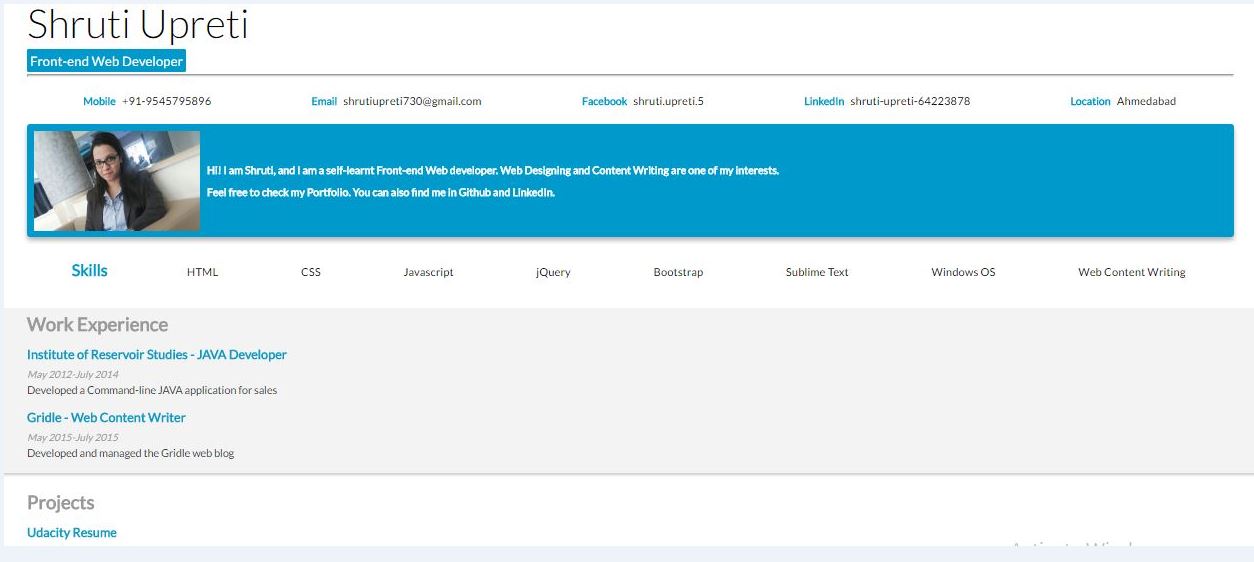 Shruti Upreti
Front-end Web Developer
Mobile +91-9545795896 Email shrutiupreti730@gmail.com Facebook shruti.upreti.5 LinkedIn shruti-upreti-64223878 Location Ahmedabad
Hi! I am Shruti, and I am a self-learnt Front-end Web developer. Web Designing and Content Writing are one of my interests.
Feel free to check my Portfolio. You can also find me in Github and LinkedIn.
Skills HTML CSS Javascript jQuery Bootstrap Sublime Text Windows OS Web Content Writing
Work Experience
Institute of Reservoir Studies - JAVA Developer
May 2012-July 2014
Developed a Command-line JAVA application for sales
Gridle - Web Content Writer
May 2015-July 2015
Developed and managed the Gridle web blog
Projects
Udacity Resume